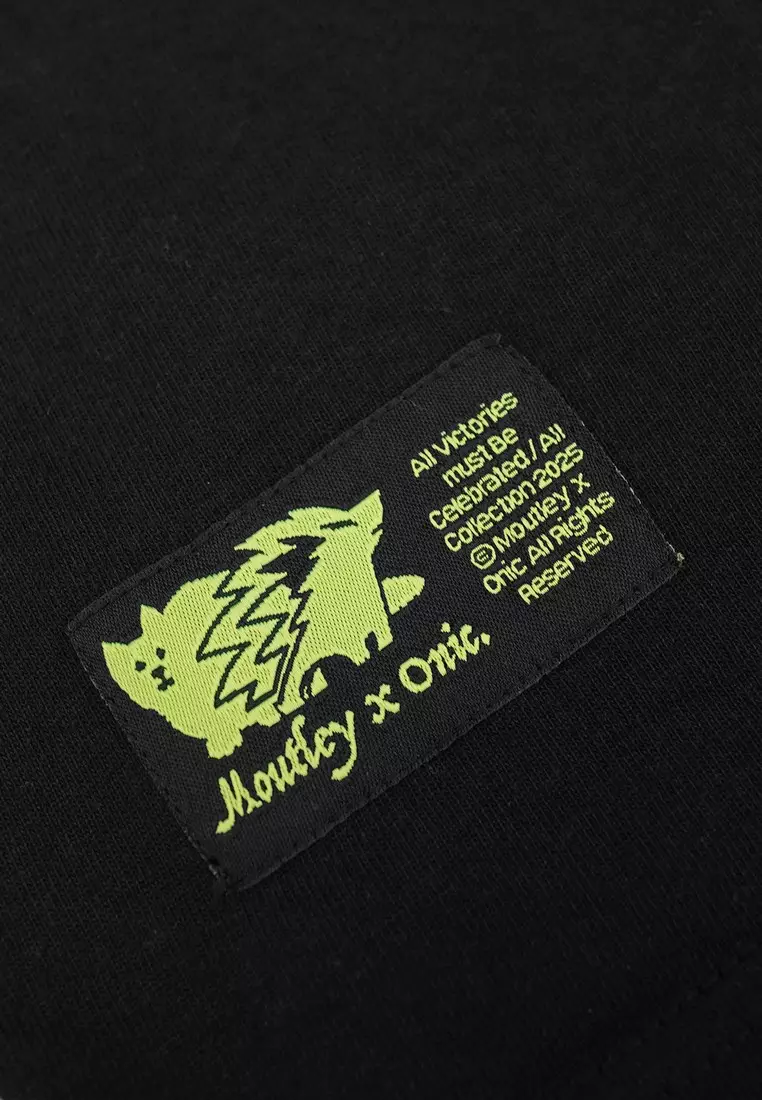 All Victories
must Be
Celebrated / All
Collection 2025
© Moutley x
Onic All Rights
Reserved
Moutley x Onic.